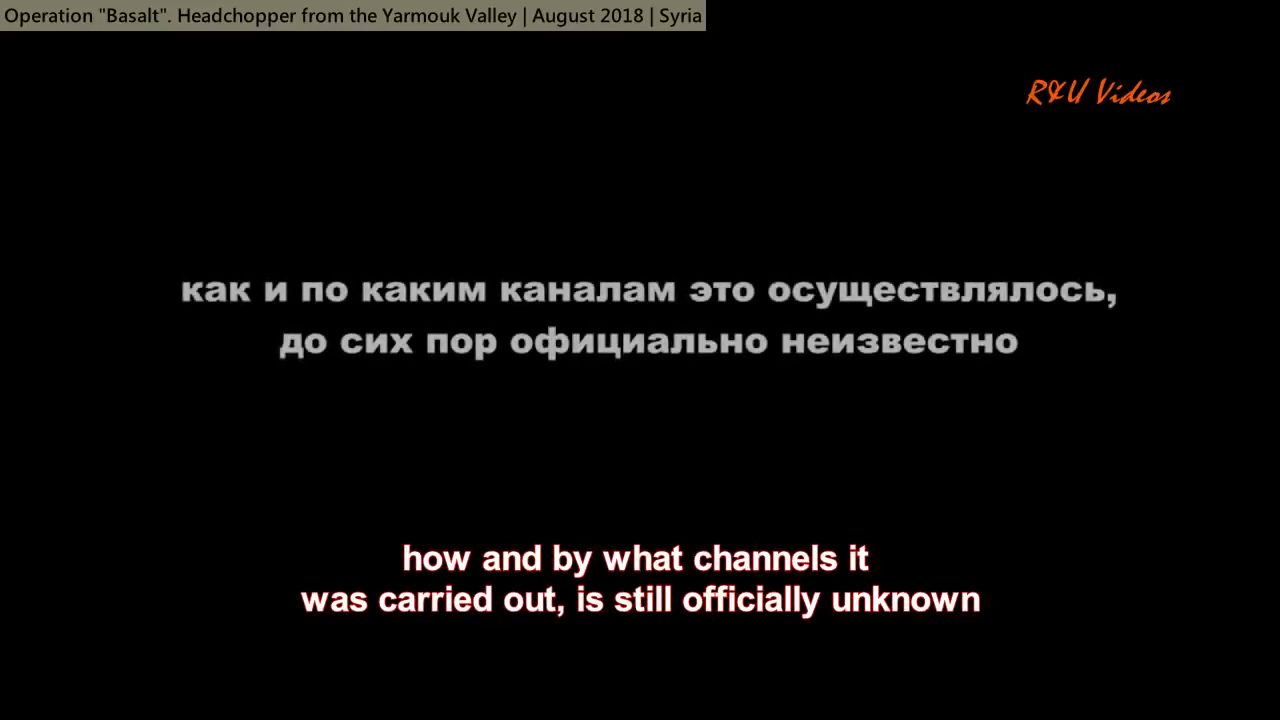 Operation "Basalt". Headchopper from the Yarmouk Valley | August 2018 | Syria
R&U Videos
как и по каким каналам это осуществлялось,
до сих пор официально неизвестно
how and by what channels it
was carried out, is still officially unknown